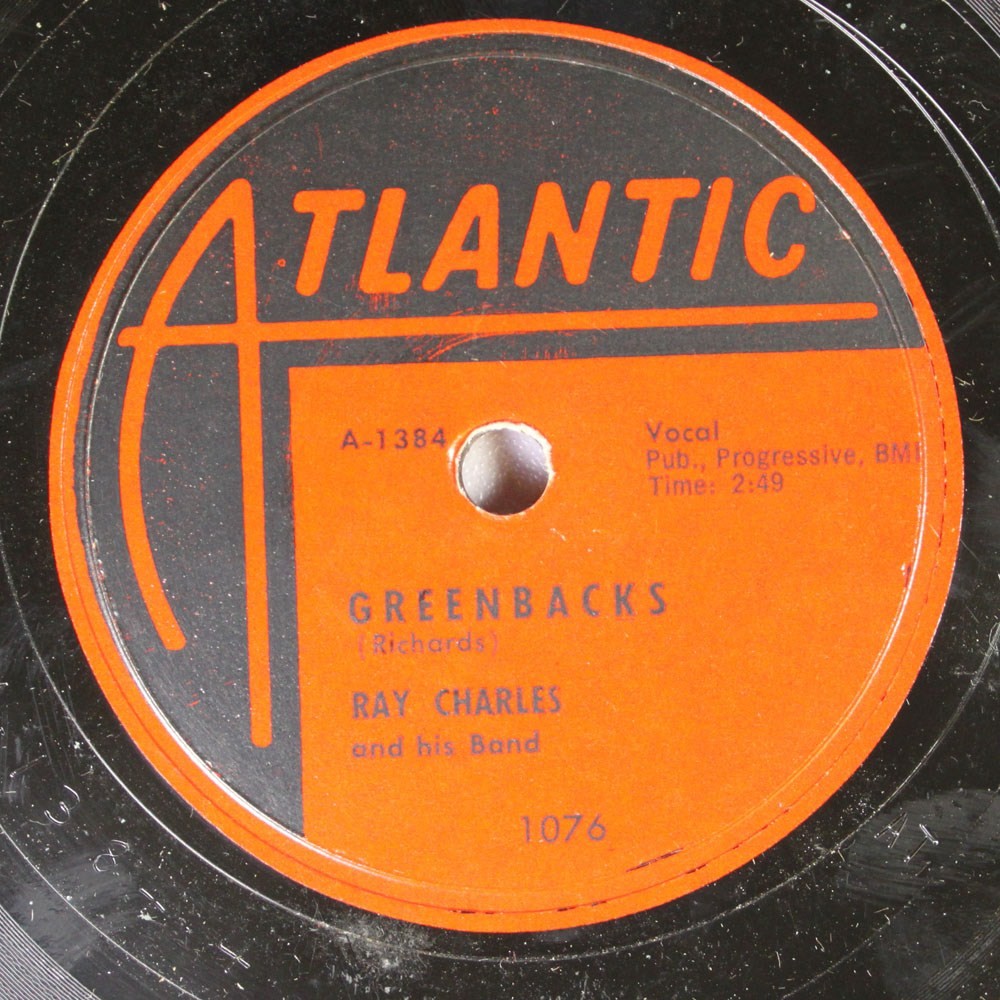 ATLANTIC
A-1384
Vocal
Pub., Progressive, BMI
Time: 2:49
GREENBACKS
(Richards)
RAY CHARLES
and his Band
1076